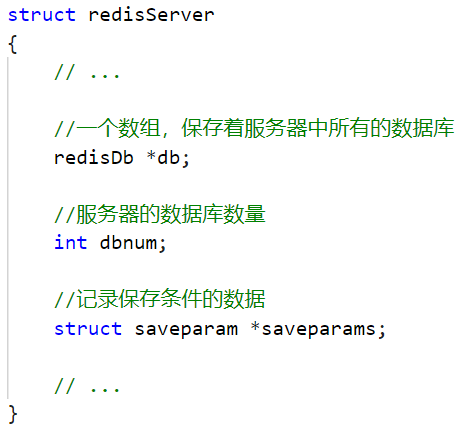 struct redisServer
{
// ...
//一个数组，保存着服务器中所有的数据库
redisDb *db;
//服务器的数据库数量
int dbnum;
//记录保存条件的数据
struct saveparam *saveparams;
// ...
}